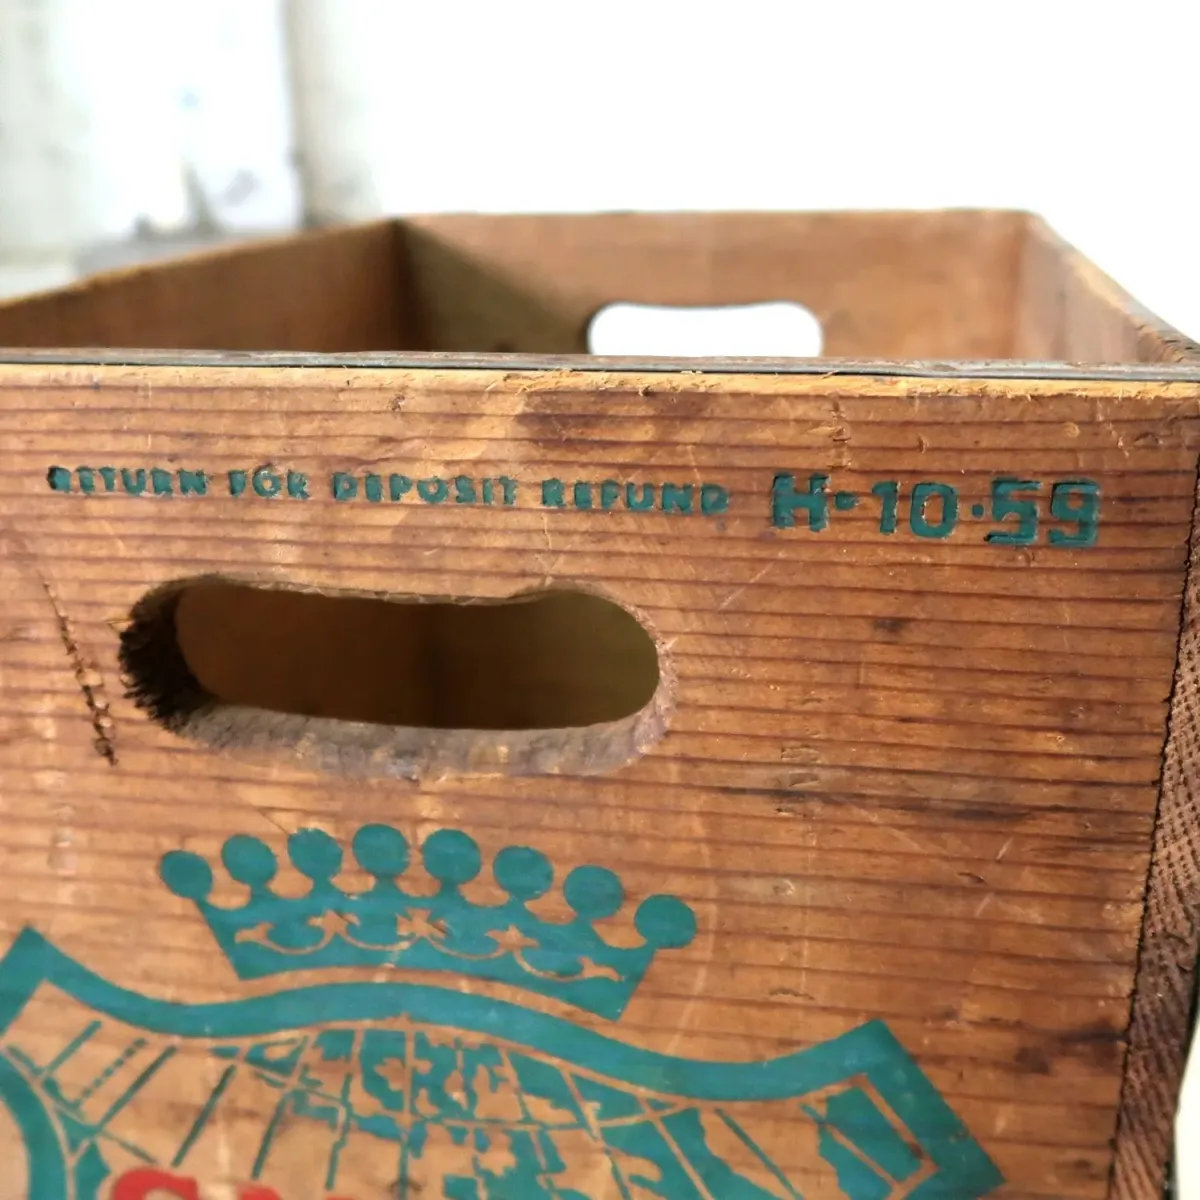 RETURN FOR DEPOSIT REFUND H-10-59